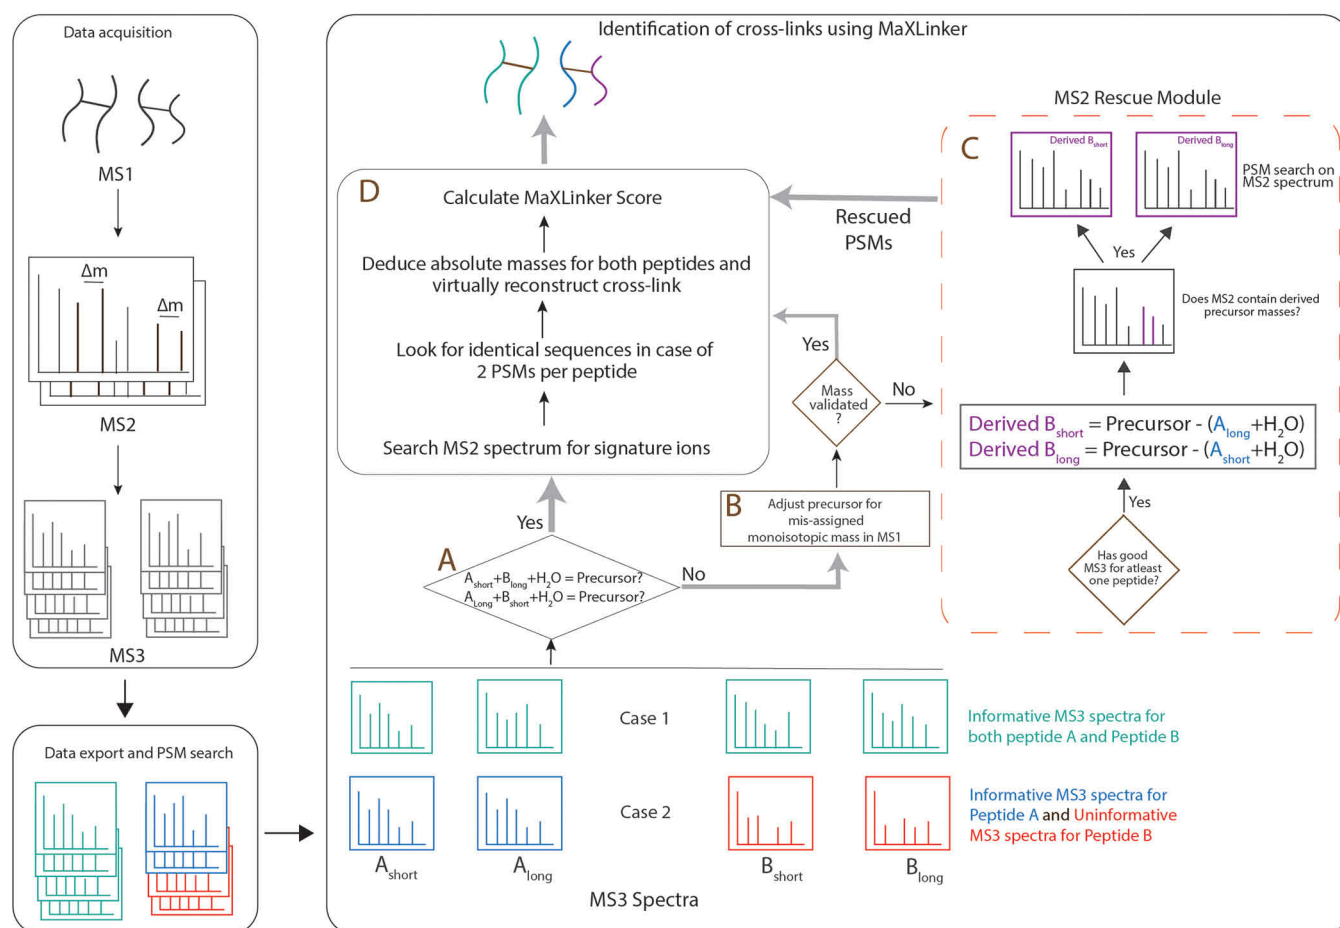 Data acquisition
MS1
Δm
Δm
MS2
MS3
Data export and PSM search
Identification of cross-links using MaXLinker
D
Calculate MaXLinker Score
Deduce absolute masses for both peptides and
virtually reconstruct cross-link
Look for identical sequences in case of
2 PSMs per peptide
Search MS2 spectrum for signature ions
Yes
A
Ashort+Blong+H2O = Precursor?
ALong+Bshort+H2O = Precursor?
No
B
Adjust precursor for
mis-assigned
monoisotopic mass in MS1
Mass
validated
?
Yes
No
Rescued
PSMs
MS2 Rescue Module
C
Derived Bshort
Derived Blong
PSM search on
MS2 spectrum
Yes
Does MS2 contain derived
precursor masses?
Derived Bshort = Precursor - (Along+H2O)
Derived Blong = Precursor - (Ashort+H2O)
Yes
Has good
MS3 for atleast
one peptide?
Case 1
Informative MS3 spectra for
both peptide A and Peptide B
Case 2
Informative MS3 spectra for
Peptide A and Uninformative
MS3 spectra for Peptide B
Ashort
Along
Bshort
Blong
MS3 Spectra